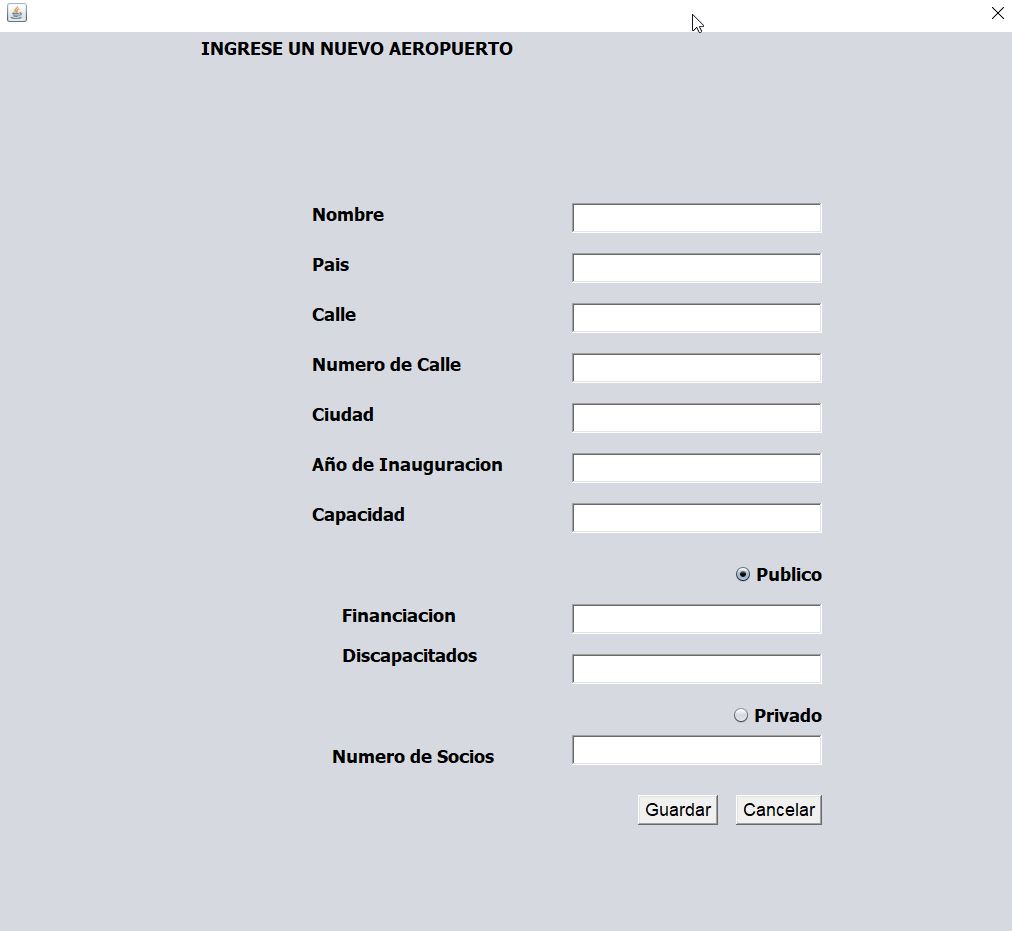 INGRESE UN NUEVO AEROPUERTO
Nombre
Pais
Calle
Numero de Calle
Ciudad
Año de Inauguracion
Capacidad
Publico
Financiacion
Discapacitados
Privado
Numero de Socios
Guardar Cancelar